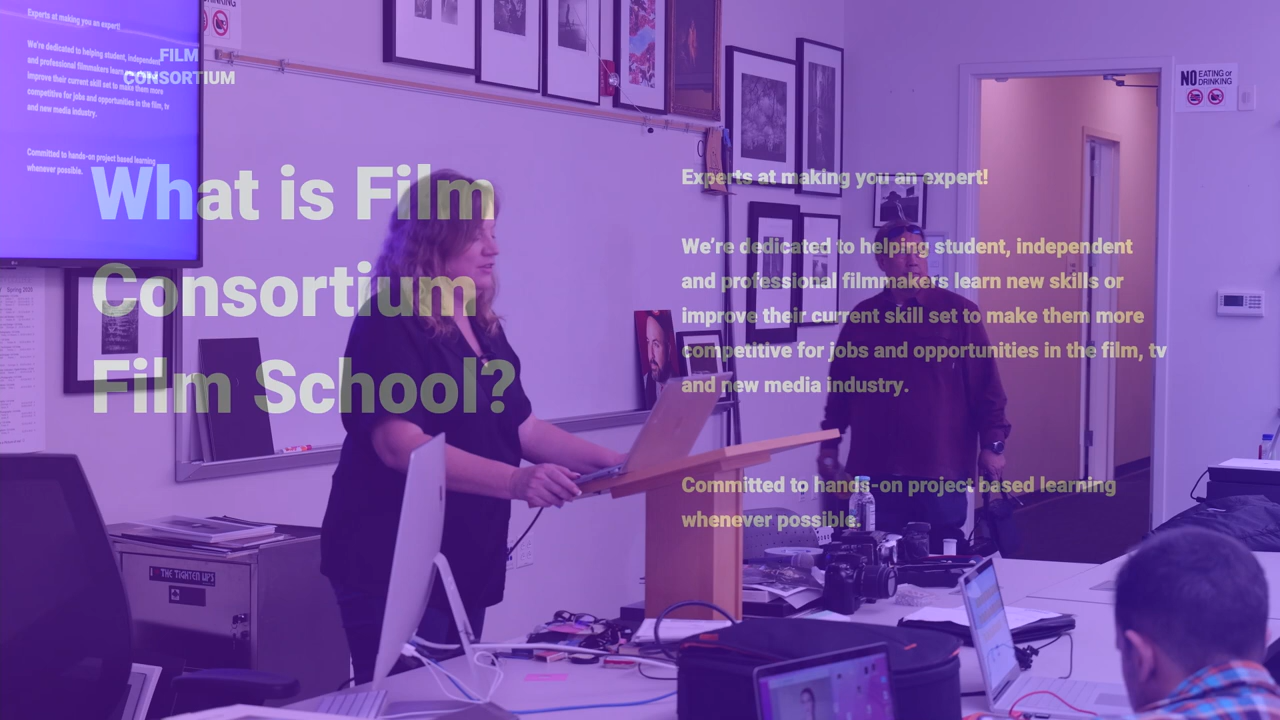 Experts at making you an expert!
We're dedicated to helping student, independent
and professional filmmakers learn new skills or
improve their current skill set to make them more
competitive for jobs and opportunities in the film, tv
and new media industry.
Committed to hands-on project based learning
whenever possible.
FILM
CONSORTIUM
What is Film
Consortium
Film School?
Experts at making you an expert!
We're dedicated to helping student, independent
and professional filmmakers learn new skills or
improve their current skill set to make them more
competitive for jobs and opportunities in the film, tv
and new media industry.
Committed to hands-on project based learning
whenever possible.
DRINKING
NO EATING or
DRINKING
Spring 2020
THE TIGHTEN UP'S